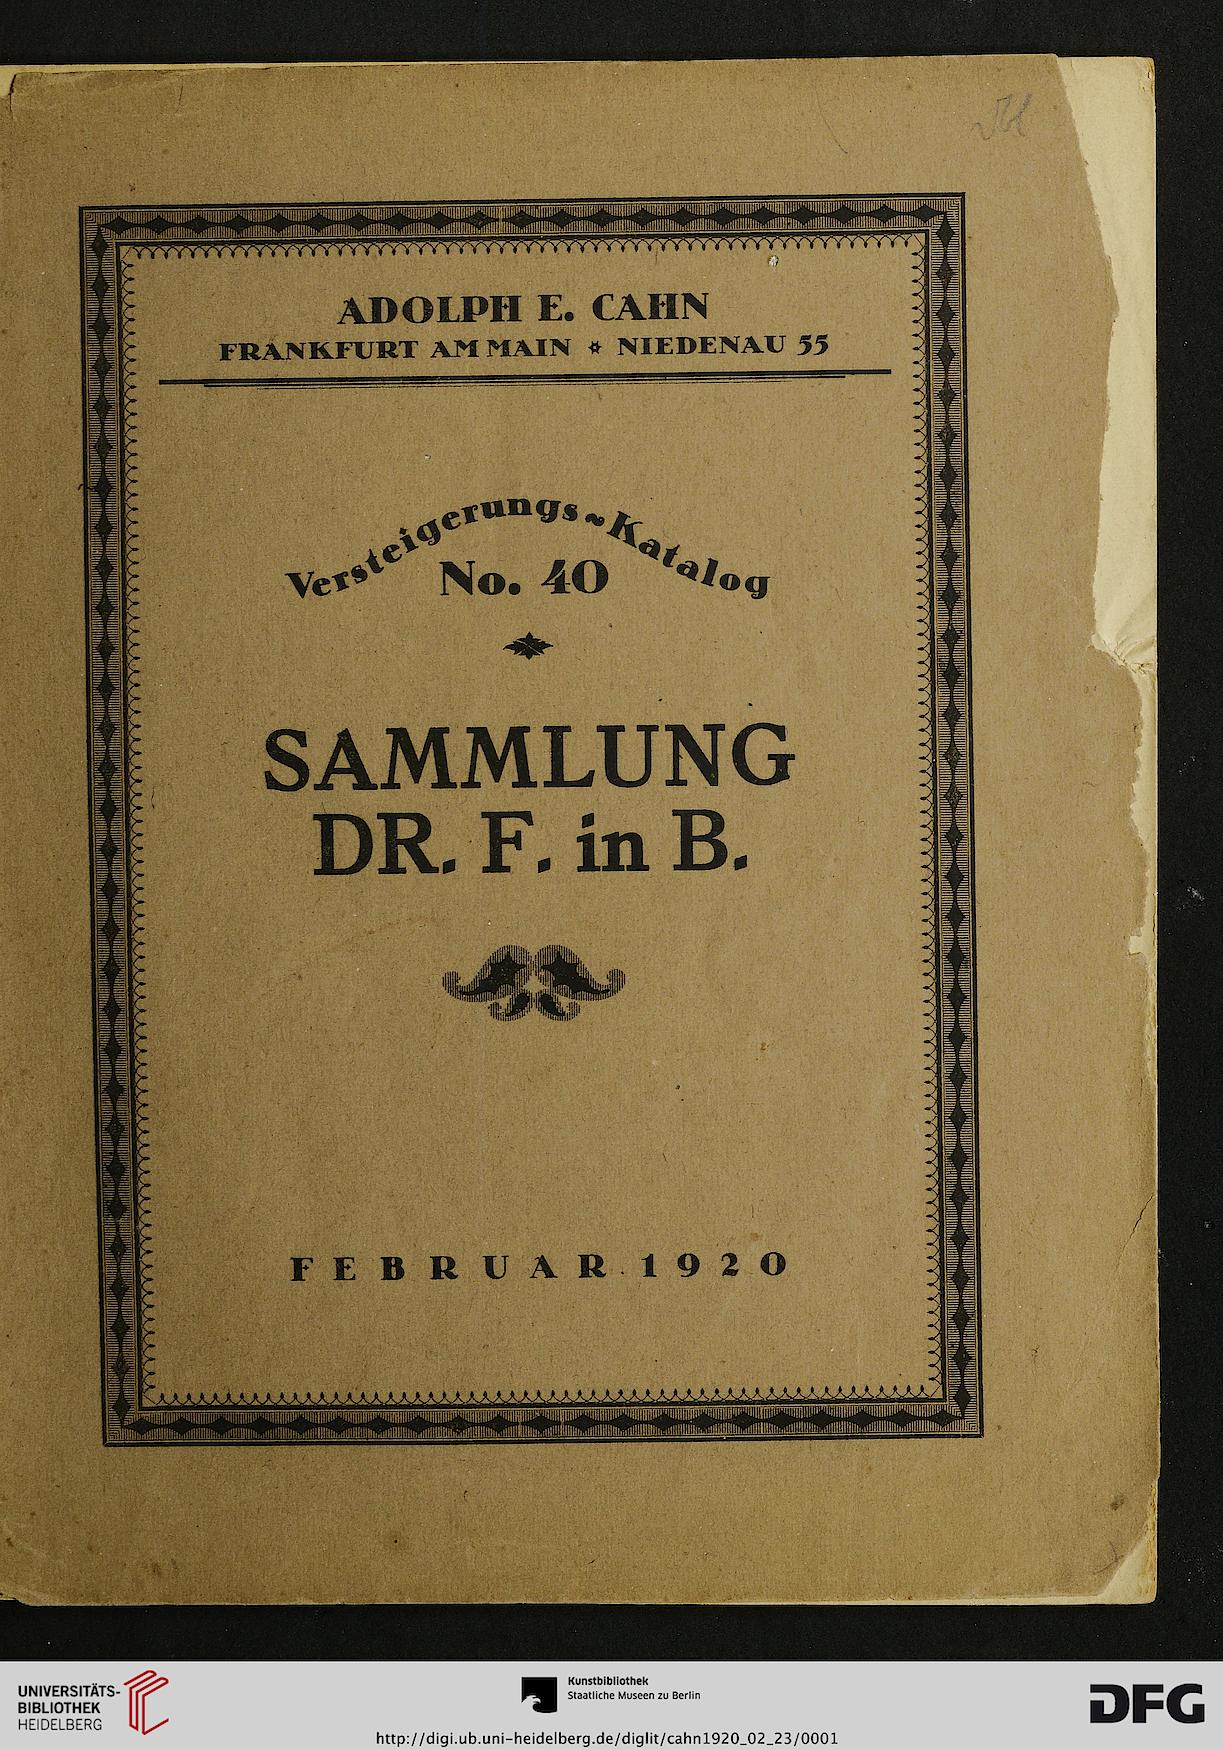 ADOLPH E. CAHN
FRANKFURT AM MAIN * NIEDENAU 55
Versteigerungs-Katalog
No. 40
SAMMLUNG
DR. F. in B.
FEBRUAR 1920
UNIVERSITÄTS-
BIBLIOTHEK
HEIDELBERG
Kunstbibliothek
Staatliche Museen zu Berlin
DFG
http://digi.ub.uni-heidelberg.de/diglit/cahn1920_02_23/0001